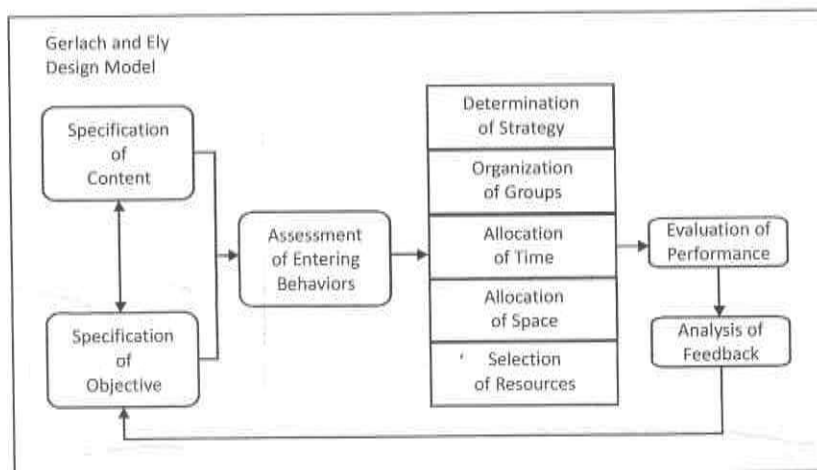 Gerlach and Ely
Design Model
Specification
of
Content
Specification
of
Objective
Assessment
of Entering
Behaviors
Determination
of Strategy
Organization
of Groups
Allocation
of Time
Allocation
of Space
Selection
of Resources
Evaluation of
Performance
Analysis of
Feedback